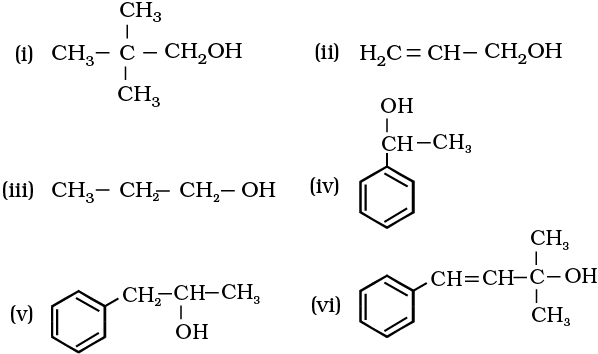 CH₃
(i) CH₃ – C – CH₂OH
CH₃
(ii) H₂C = CH – CH₂OH
(iii) CH₃ – CH₂ – CH₂ – OH
OH
(iv) CH – CH₃
(v) CH₂ – CH – CH₃
OH
CH₃
(vi) CH = CH – C – OH
CH₃